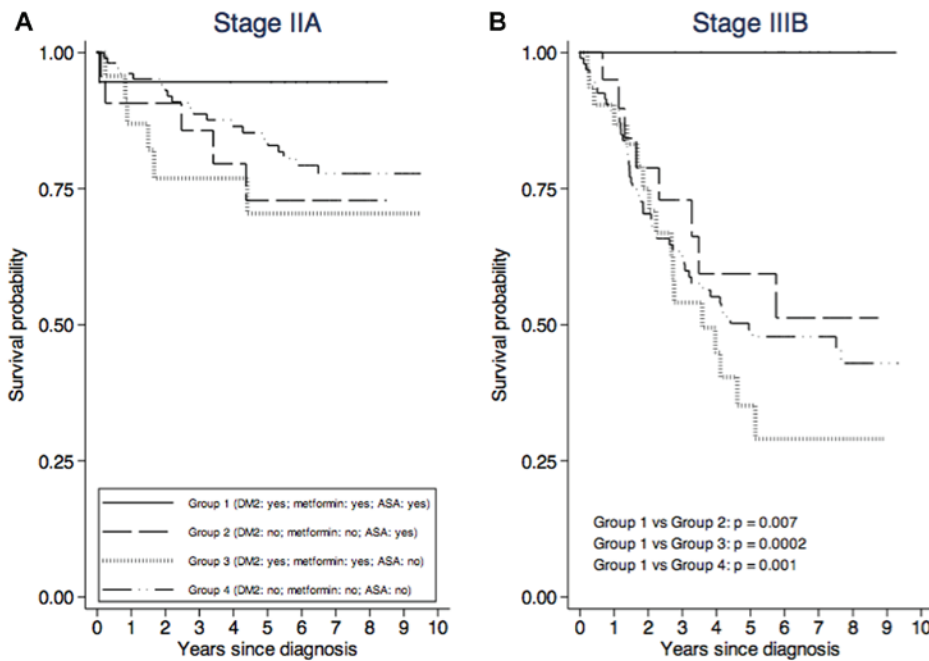 A
Stage IIA
Survival probability
1.00
0.75
0.50
0.25
0.00
Group 1 (DM2: yes; metformin: yes; ASA: yes)
Group 2 (DM2: no; metformin: no; ASA: yes)
Group 3 (DM2: yes; metformin: yes; ASA: no)
Group 4 (DM2: no; metformin: no; ASA: no)
0 1 2 3 4 5 6 7 8 9 10
Years since diagnosis
B
Stage IIIB
Survival probability
1.00
0.75
0.50
0.25
0.00
Group 1 vs Group 2: p = 0.007
Group 1 vs Group 3: p = 0.0002
Group 1 vs Group 4: p = 0.001
0 1 2 3 4 5 6 7 8 9 10
Years since diagnosis